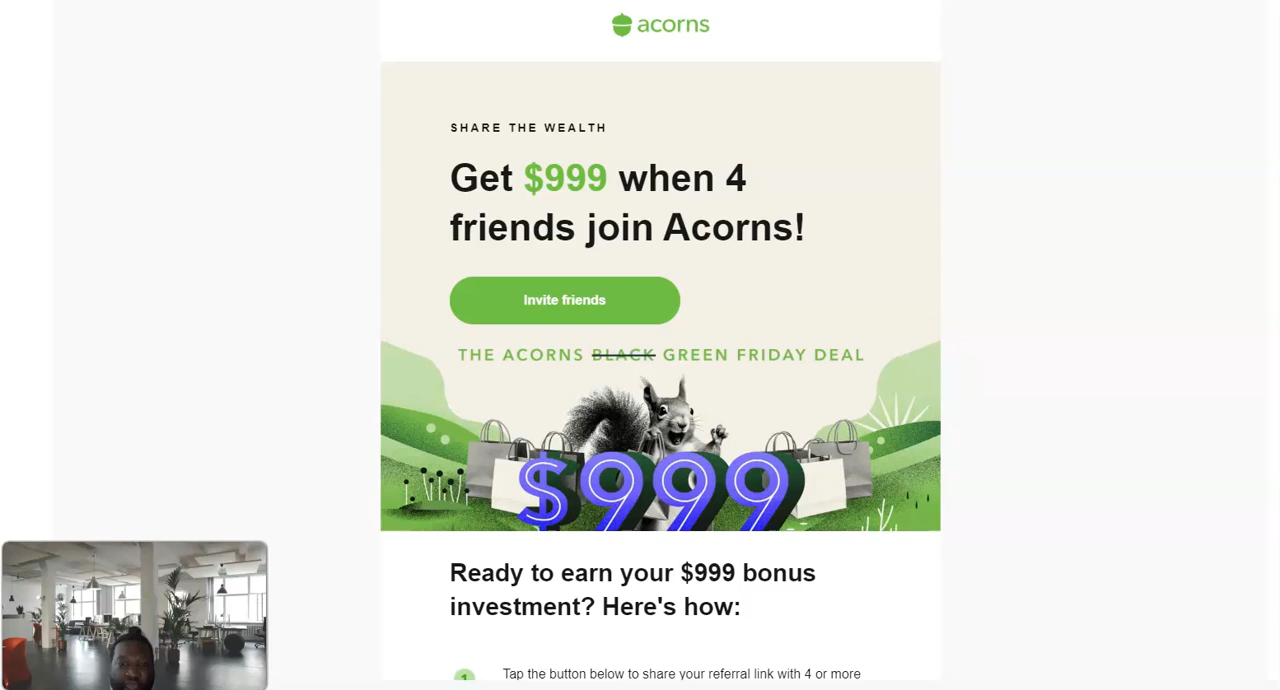 acorns
SHARE THE WEALTH
Get $999 when 4
friends join Acorns!
Invite friends
THE ACORNS BLACK GREEN FRIDAY DEAL
$999
Ready to earn your $999 bonus
investment? Here's how:
1 Tap the button below to share your referral link with 4 or more